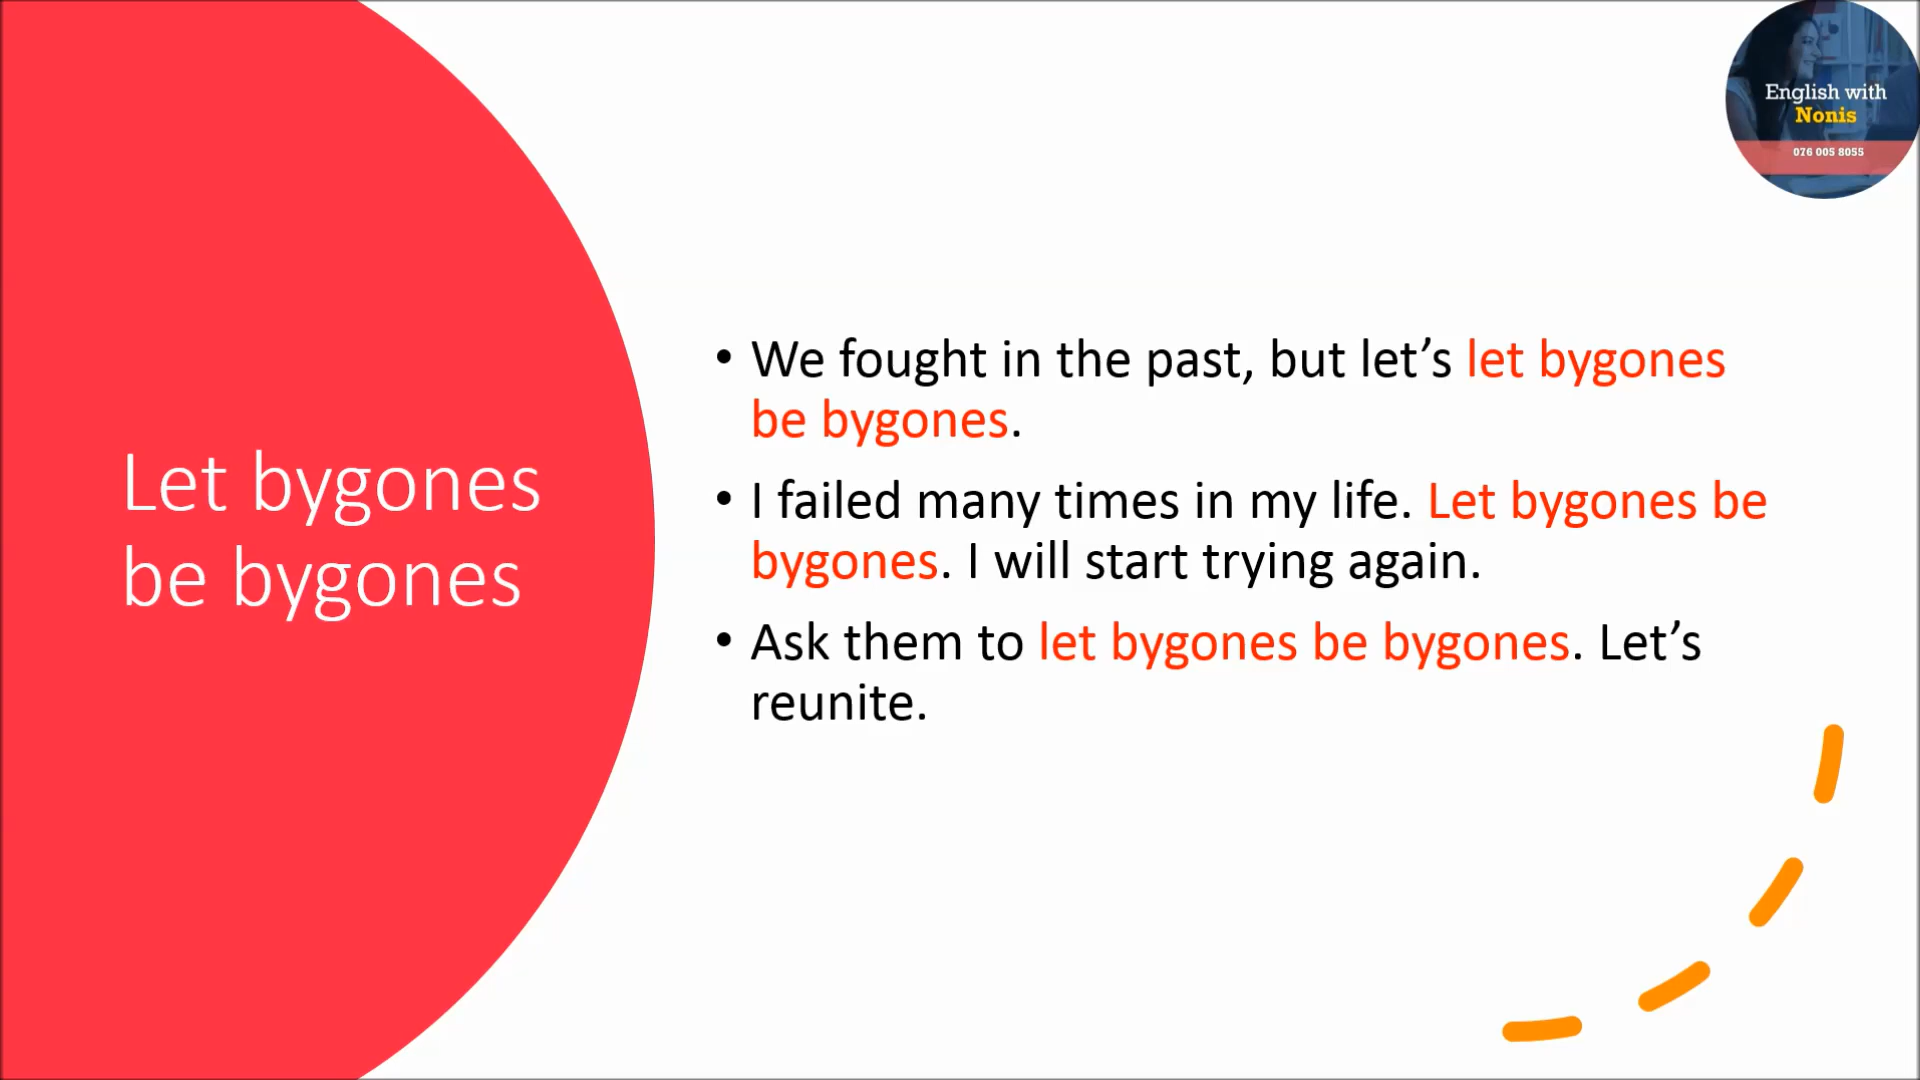 English with
Nonis
076 005 8055
Let bygones
be bygones
• We fought in the past, but let’s let bygones
be bygones.
• I failed many times in my life. Let bygones be
bygones. I will start trying again.
• Ask them to let bygones be bygones. Let’s
reunite.